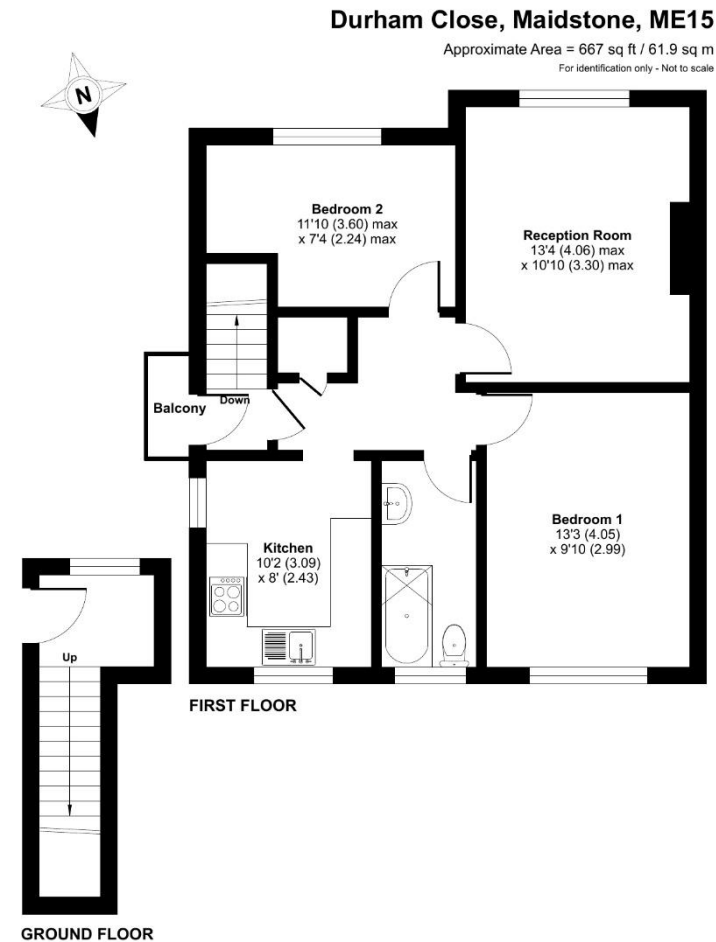 Durham Close, Maidstone, ME15
Approximate Area = 667 sq ft / 61.9 sq m
For identification only - Not to scale
N
Bedroom 2
11'10 (3.60) max
x 7'4 (2.24) max
Reception Room
13'4 (4.06) max
x 10'10 (3.30) max
Balcony
Down
Kitchen
10'2 (3.09)
x 8' (2.43)
Bedroom 1
13'3 (4.05)
x 9'10 (2.99)
Up
FIRST FLOOR
GROUND FLOOR